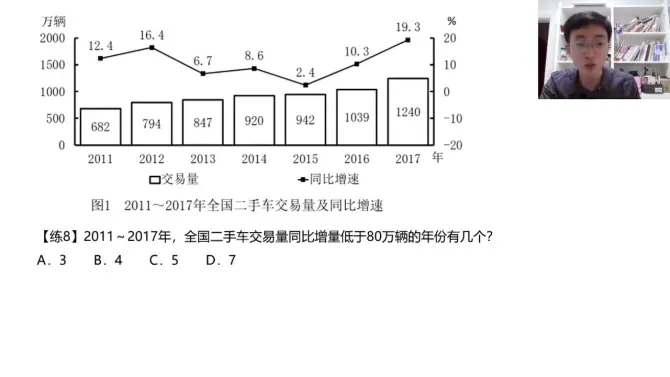 万辆 %
2000 20
1500 10
1000 0
500 -10
0 -20
12.4 16.4 6.7 8.6 2.4 10.3 19.3
682 794 847 920 942 1039 1240
2011 2012 2013 2014 2015 2016 2017 年
交易量 同比增速
图1 2011～2017年全国二手车交易量及同比增速
【练8】2011～2017年，全国二手车交易量同比增量低于80万辆的年份有几个？
A. 3 B. 4 C. 5 D. 7